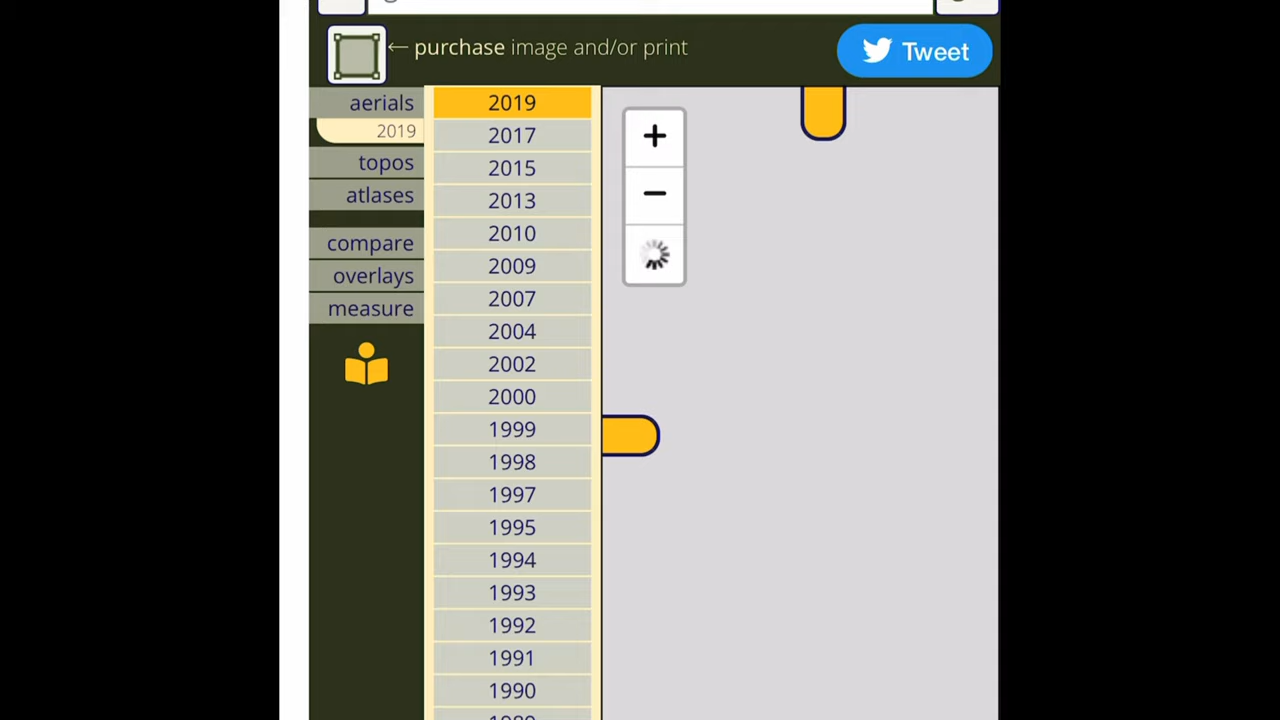 ← purchase image and/or print
Tweet
aerials
2019
topos
atlases
compare
overlays
measure
2019
2017
2015
2013
2010
2009
2007
2004
2002
2000
1999
1998
1997
1995
1994
1993
1992
1991
1990